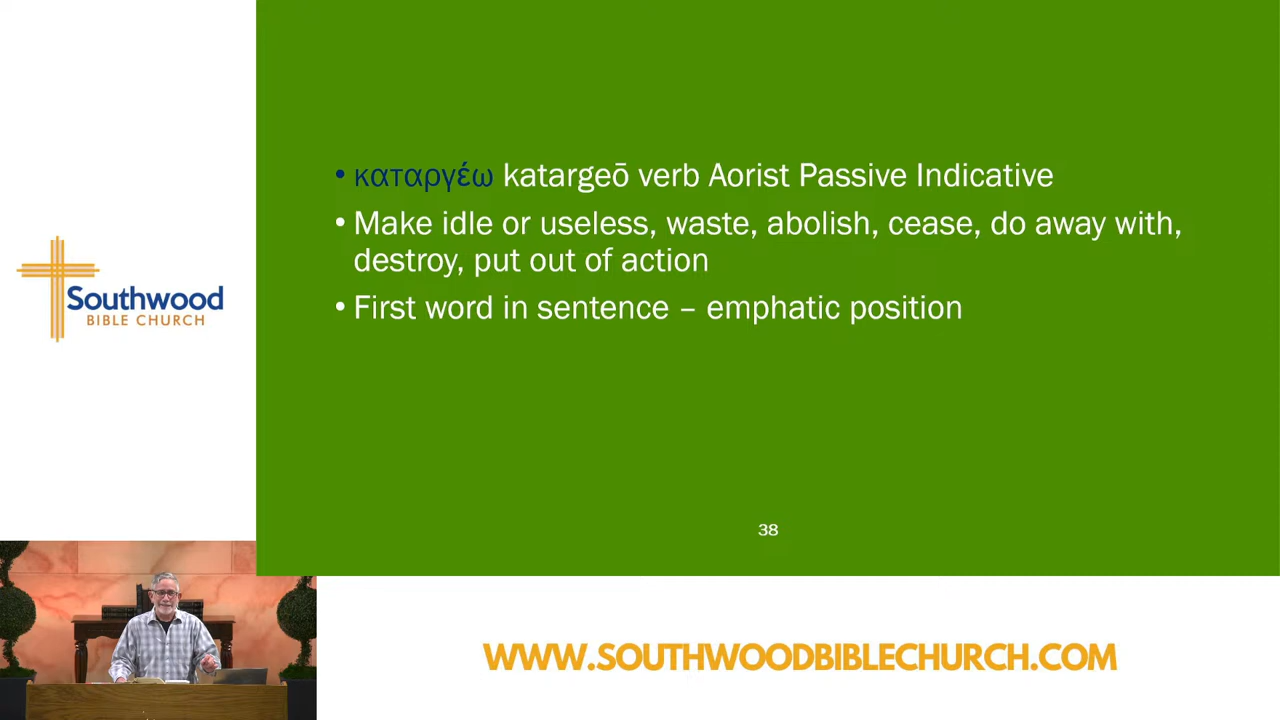 • καταργέω katargeō verb Aorist Passive Indicative
• Make idle or useless, waste, abolish, cease, do away with,
destroy, put out of action
• First word in sentence – emphatic position
38
Southwood
BIBLE CHURCH
WWW.SOUTHWOODBIBLECHURCH.COM